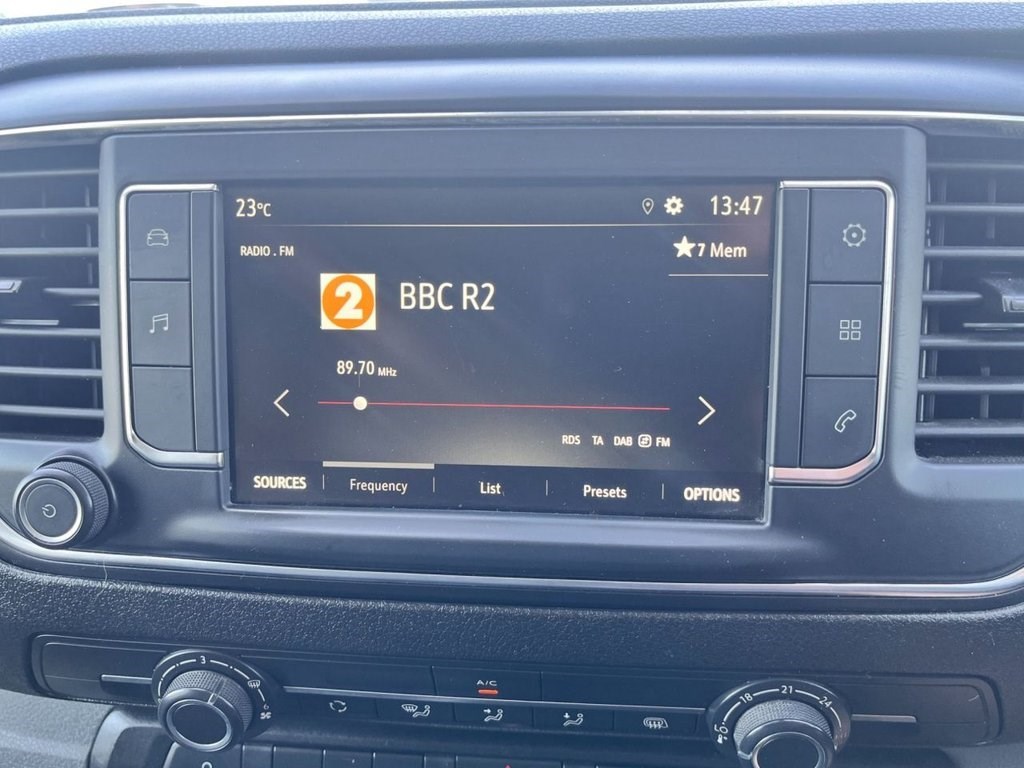 23°C
13:47
RADIO . FM
7 Mem
2
BBC R2
89.70 MHz
RDS TA DAB FM
SOURCES Frequency List Presets OPTIONS
A/C
3
18 21 24
LO